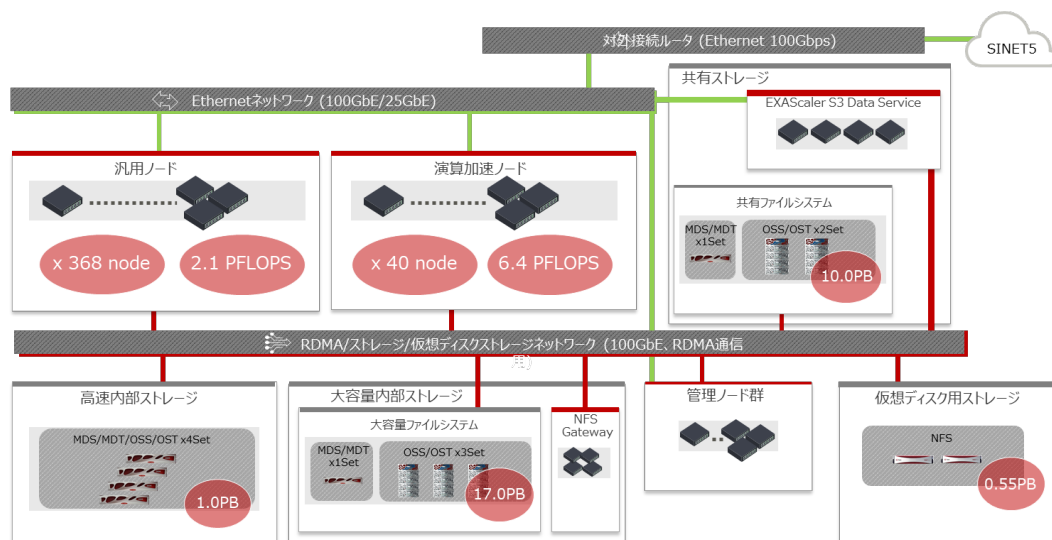 対外接続ルータ (Ethernet 100Gbps)
SINET5
共有ストレージ
Ethernetネットワーク (100GbE/25GbE)
EXAScaler S3 Data Service
汎用ノード
演算加速ノード
共有ファイルシステム
MDS/MDT
x1Set
OSS/OST x2Set
x 368 node
2.1 PFLOPS
x 40 node
6.4 PFLOPS
10.0PB
RDMA/ストレージ/仮想ディスクストレージネットワーク (100GbE、RDMA通信
用)
高速内部ストレージ
大容量内部ストレージ
管理ノード群
仮想ディスク用ストレージ
大容量ファイルシステム
NFS
Gateway
MDS/MDT/OSS/OST x4Set
MDS/MDT
x1Set
OSS/OST x3Set
NFS
1.0PB
17.0PB
0.55PB